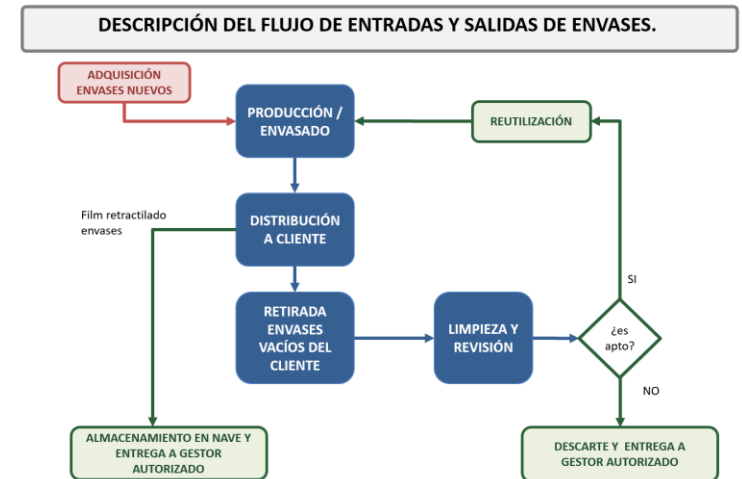 DESCRIPCIÓN DEL FLUJO DE ENTRADAS Y SALIDAS DE ENVASES.
ADQUISICIÓN
ENVASES NUEVOS
PRODUCCIÓN /
ENVASADO
REUTILIZACIÓN
Film retractilado
envases
DISTRIBUCIÓN
A CLIENTE
SI
RETIRADA
ENVASES
VACÍOS DEL
CLIENTE
LIMPIEZA Y
REVISIÓN
¿es
apto?
NO
ALMACENAMIENTO EN NAVE Y
ENTREGA A GESTOR
AUTORIZADO
DESCARTE Y ENTREGA A
GESTOR AUTORIZADO